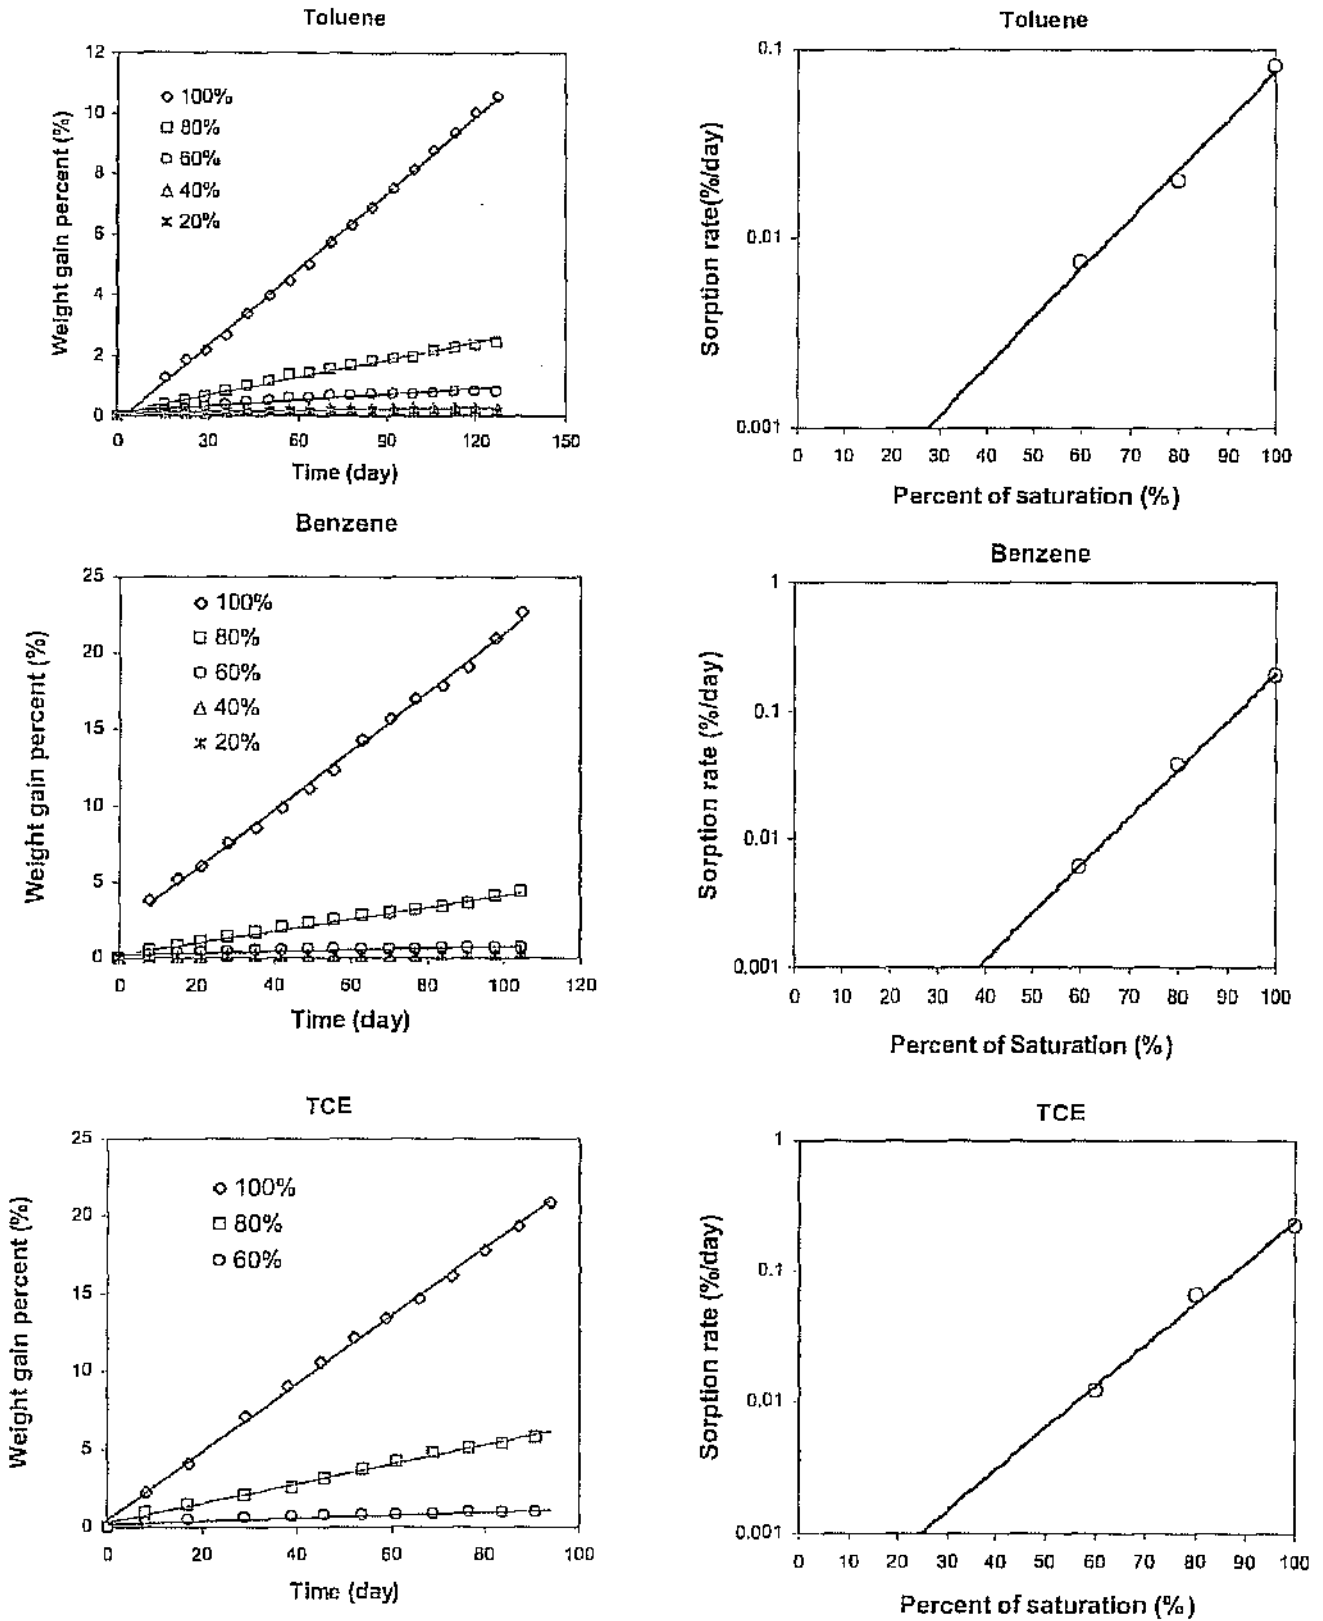 Toluene
12
10
8
6
4
2
0
Weight gain percent (%)
100%
80%
60%
40%
20%
0 30 60 90 120 150
Time (day)
Toluene
0.1
0.01
0.001
Sorption rate(%/day)
0 10 20 30 40 50 60 70 80 90 100
Percent of saturation (%)
Benzene
25
20
15
10
5
0
Weight gain percent (%)
100%
80%
60%
40%
20%
0 20 40 60 80 100 120
Time (day)
Benzene
1
0.1
0.01
0.001
Sorption rate (%/day)
0 10 20 30 40 50 60 70 80 90 100
Percent of Saturation (%)
TCE
25
20
15
10
5
0
Weight gain percent (%)
100%
80%
60%
0 20 40 60 80 100
Time (day)
TCE
1
0.1
0.01
0.001
Sorption rate (%/day)
0 10 20 30 40 50 60 70 80 90 100
Percent of saturation (%)